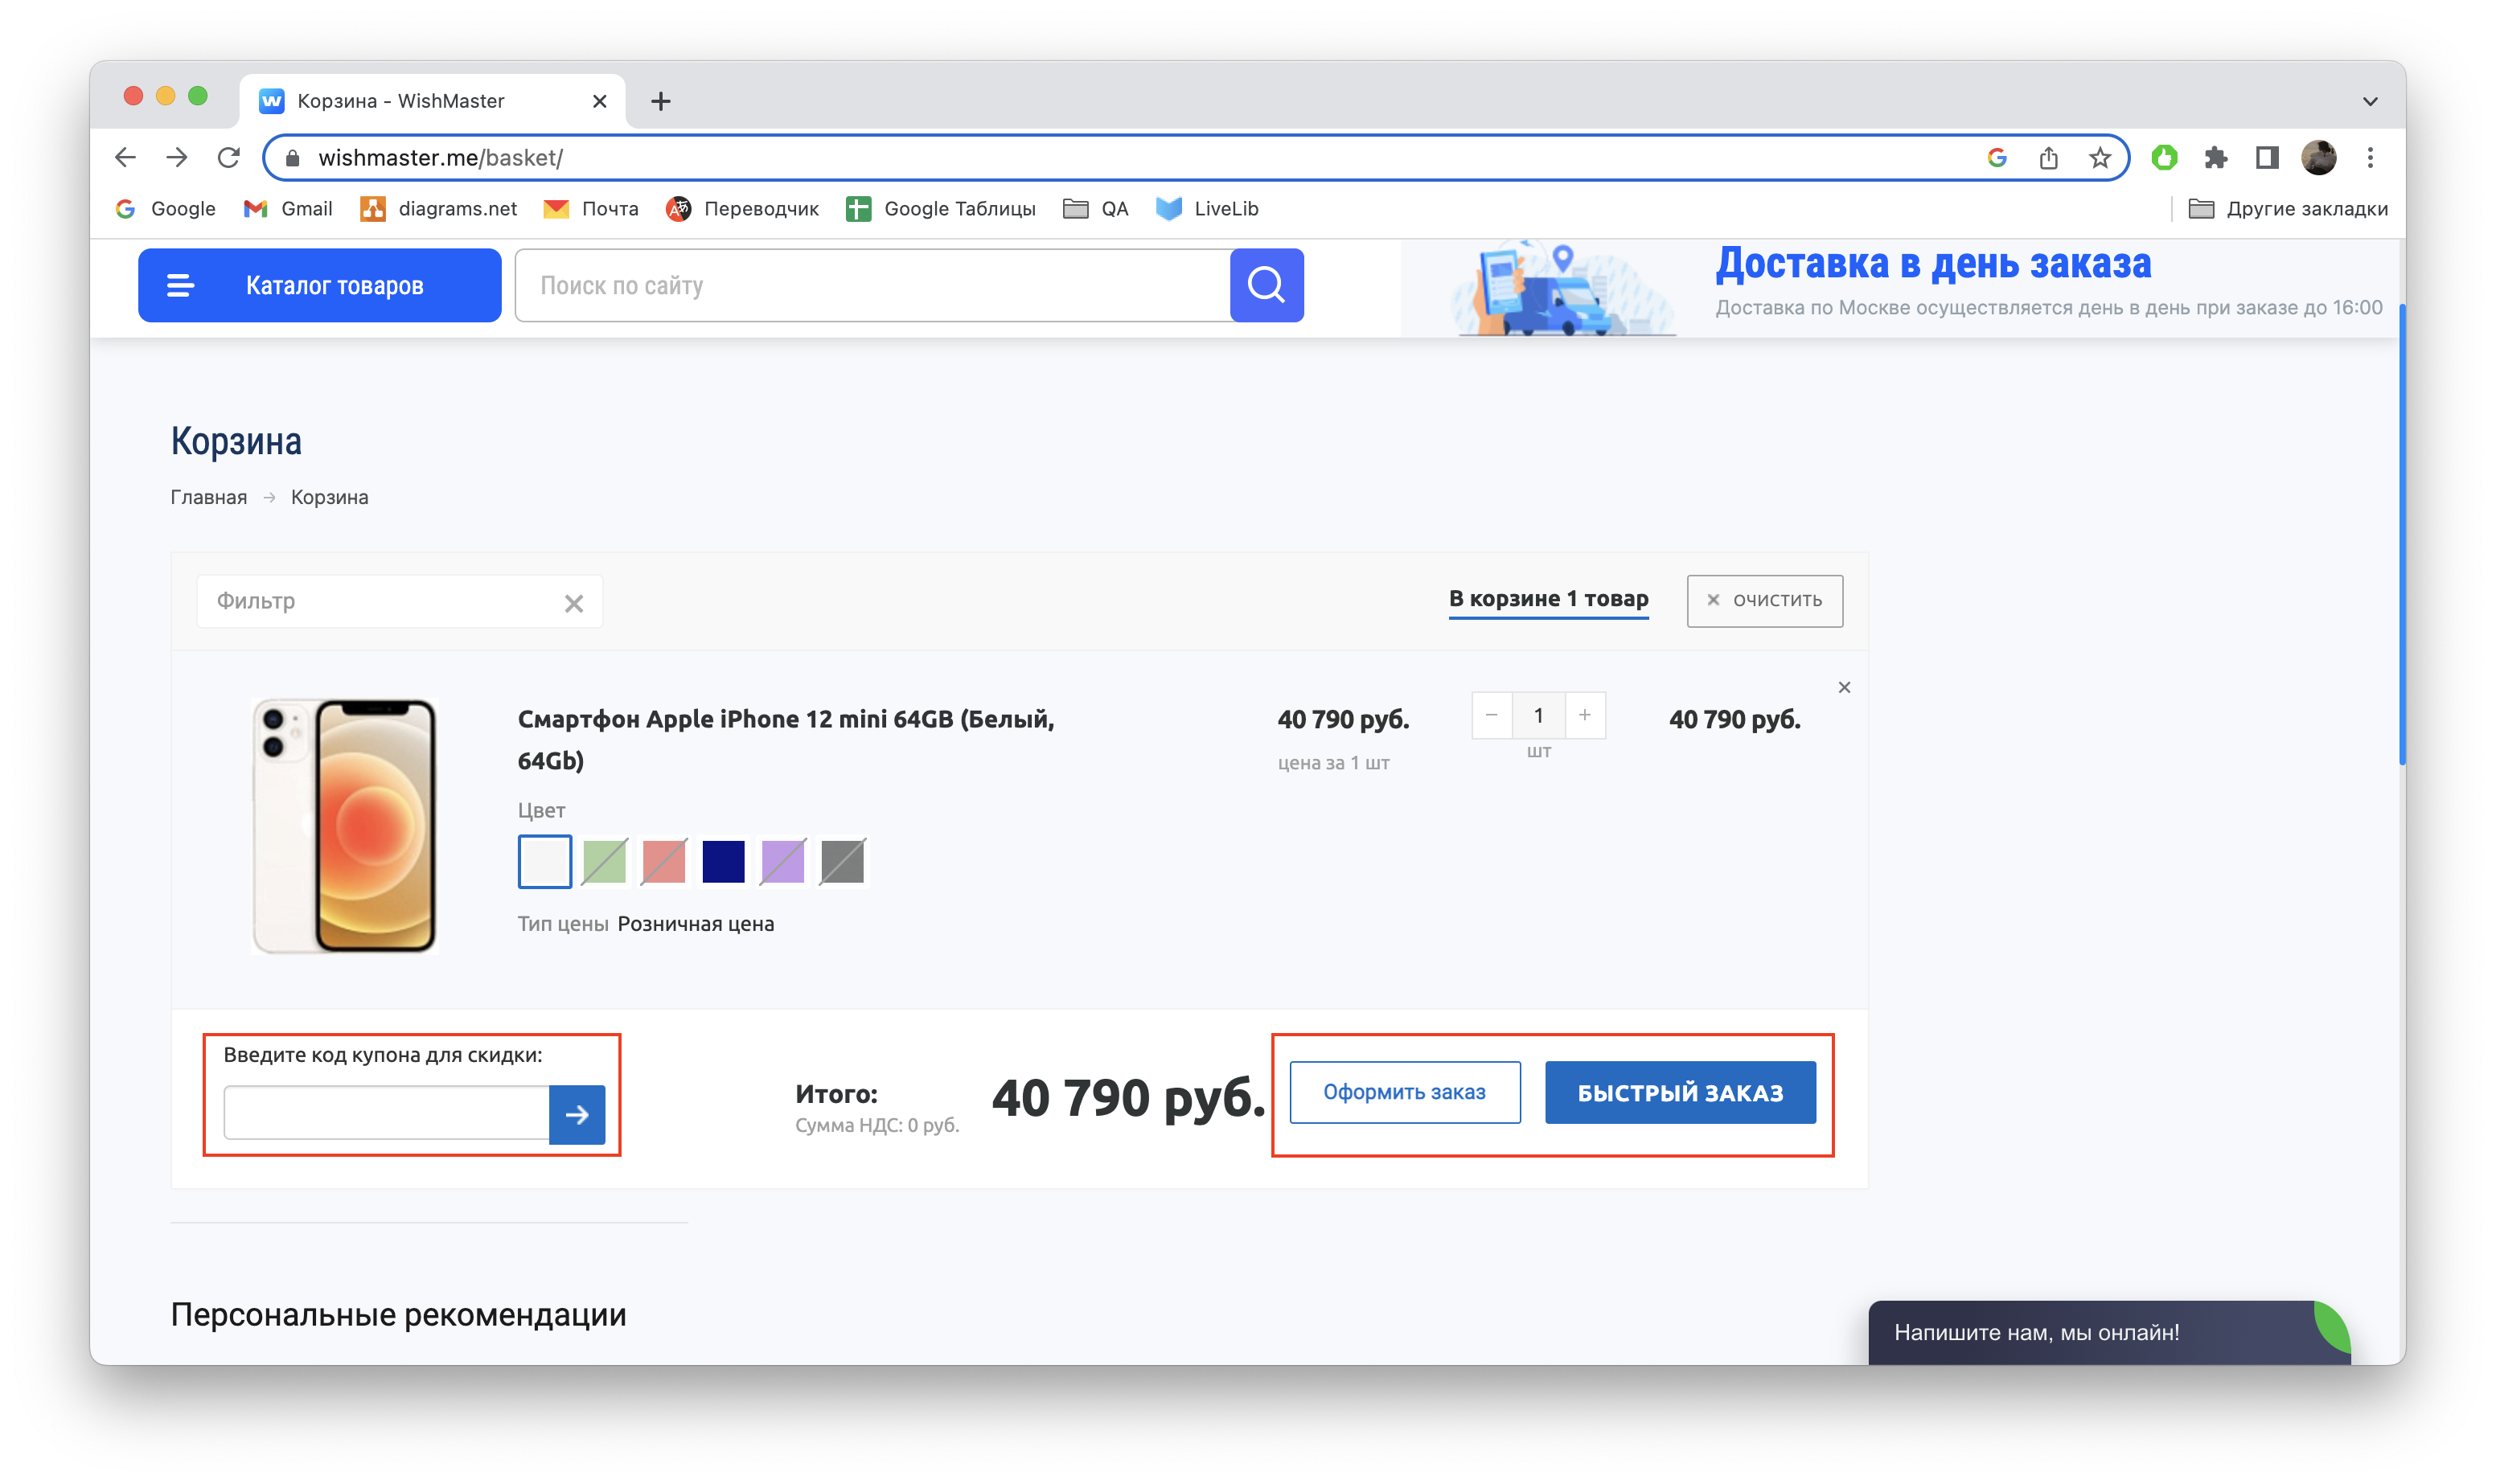 Корзина - WishMaster
wishmaster.me/basket/
Google Gmail diagrams.net Почта Переводчик Google Таблицы QA LiveLib Другие закладки
Каталог товаров
Поиск по сайту
Доставка в день заказа
Доставка по Москве осуществляется день в день при заказе до 16:00
Корзина
Главная → Корзина
Фильтр
В корзине 1 товар
ОЧИСТИТЬ
Смартфон Apple iPhone 12 mini 64GB (Белый,
64Gb)
40 790 руб.
цена за 1 шт
1
шт
40 790 руб.
Цвет
Тип цены Розничная цена
Введите код купона для скидки:
Итого:
Сумма НДС: 0 руб.
40 790 руб.
Оформить заказ
БЫСТРЫЙ ЗАКАЗ
Персональные рекомендации
Напишите нам, мы онлайн!